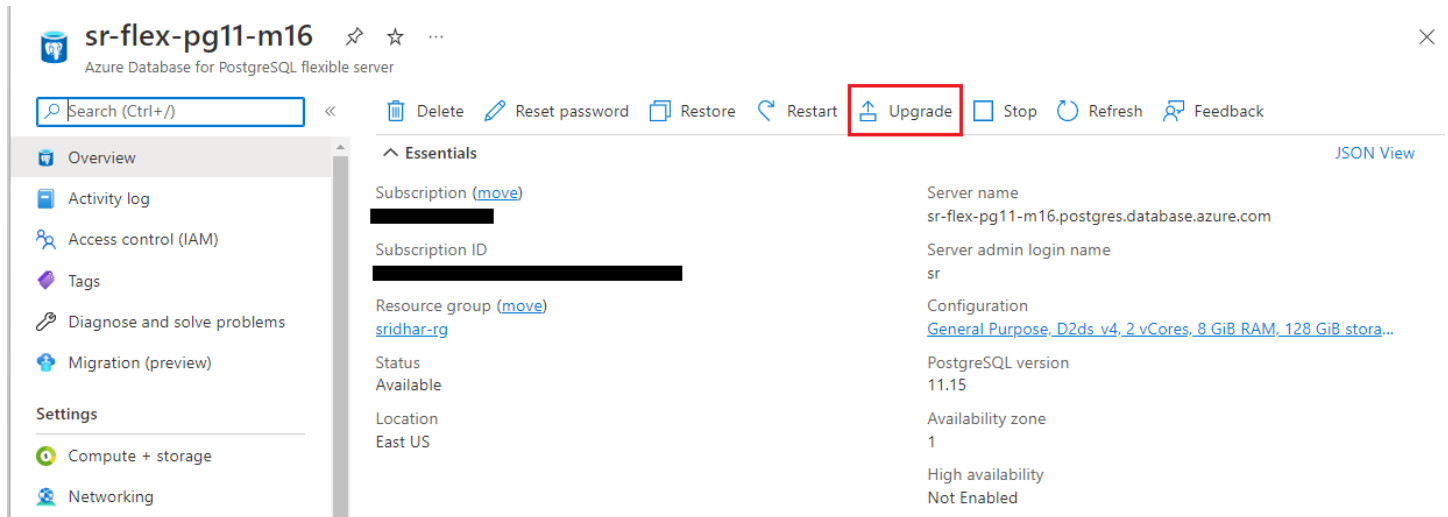 sr-flex-pg11-m16
Azure Database for PostgreSQL flexible server
Search (Ctrl+/)
Delete Reset password Restore Restart Upgrade Stop Refresh Feedback
Overview
Activity log
Access control (IAM)
Tags
Diagnose and solve problems
Migration (preview)
Settings
Compute + storage
Networking
Essentials
JSON View
Subscription (move)
Subscription ID
Resource group (move)
sridhar-rg
Status
Available
Location
East US
Server name
sr-flex-pg11-m16.postgres.database.azure.com
Server admin login name
sr
Configuration
General Purpose, D2ds_v4, 2 vCores, 8 GiB RAM, 128 GiB stora...
PostgreSQL version
11.15
Availability zone
1
High availability
Not Enabled